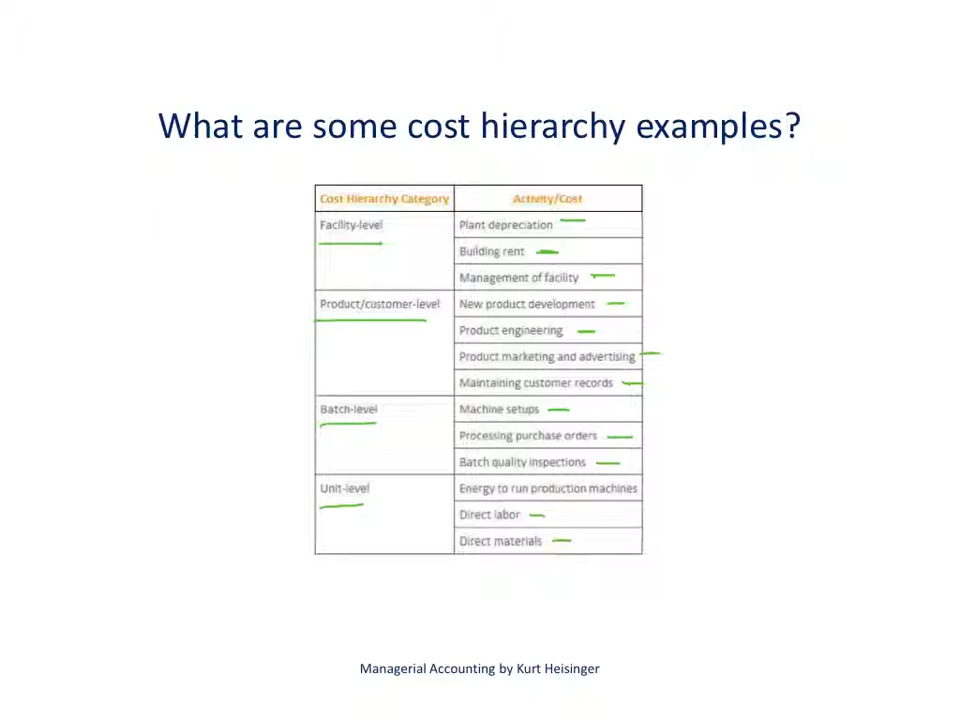 What are some cost hierarchy examples?
Cost Hierarchy Category Activity/Cost
Facility-level Plant depreciation
Building rent
Management of facility
Product/customer-level New product development
Product engineering
Product marketing and advertising
Maintaining customer records
Batch-level Machine setups
Processing purchase orders
Batch quality inspections
Unit-level Energy to run production machines
Direct labor
Direct materials
Managerial Accounting by Kurt Heisinger